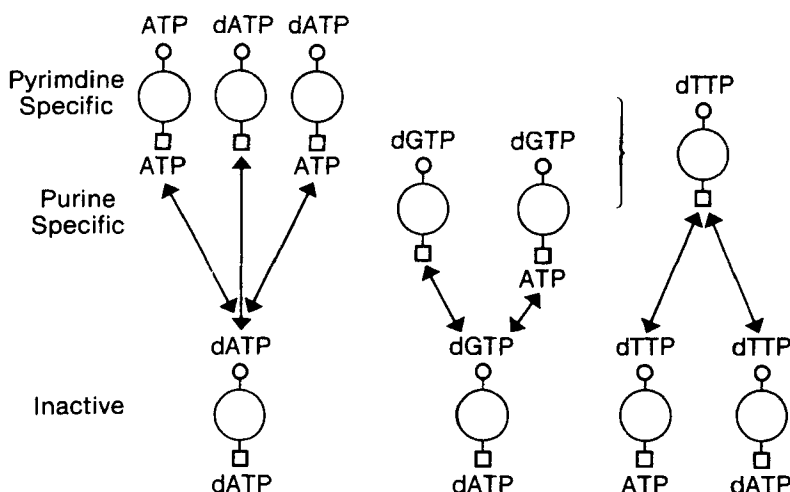 ATP dATP dATP
Pyrimdine
Specific
dTTP
ATP ATP
dGTP dGTP
Purine
Specific
ATP
dATP dGTP dTTP dTTP
Inactive
dATP dATP ATP dATP